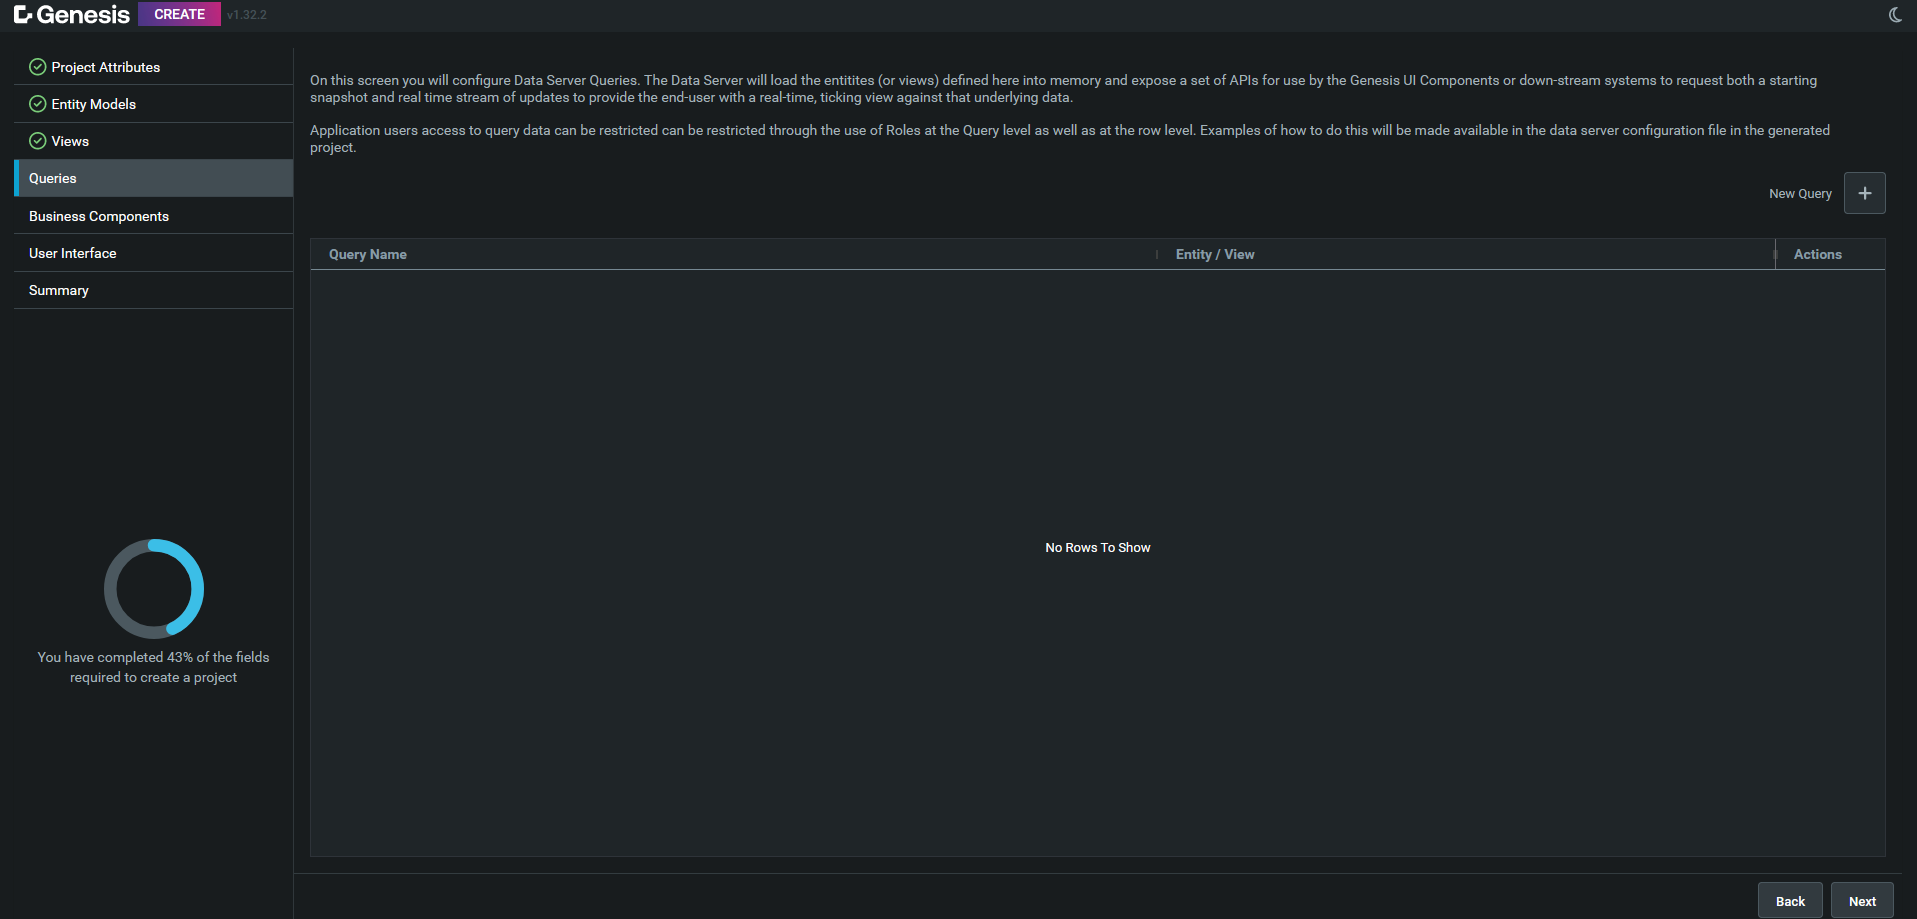 Genesis CREATE v1.32.2
Project Attributes
Entity Models
Views
Queries
Business Components
User Interface
Summary
You have completed 43% of the fields
required to create a project
On this screen you will configure Data Server Queries. The Data Server will load the entitites (or views) defined here into memory and expose a set of APIs for use by the Genesis UI Components or down-stream systems to request both a starting
snapshot and real time stream of updates to provide the end-user with a real-time, ticking view against that underlying data.
Application users access to query data can be restricted can be restricted through the use of Roles at the Query level as well as at the row level. Examples of how to do this will be made available in the data server configuration file in the generated
project.
New Query
Query Name Entity / View Actions
No Rows To Show
Back Next